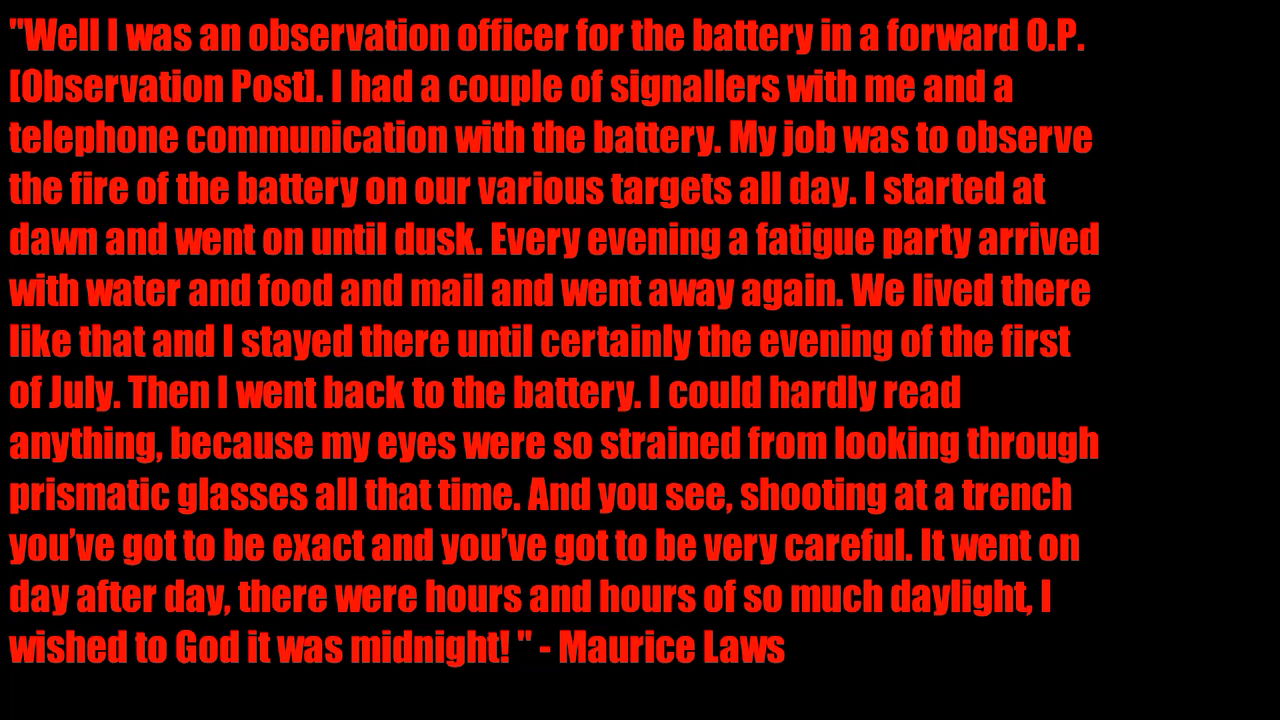 "Well I was an observation officer for the battery in a forward O.P.
[Observation Post]. I had a couple of signallers with me and a
telephone communication with the battery. My job was to observe
the fire of the battery on our various targets all day. I started at
dawn and went on until dusk. Every evening a fatigue party arrived
with water and food and mail and went away again. We lived there
like that and I stayed there until certainly the evening of the first
of July. Then I went back to the battery. I could hardly read
anything, because my eyes were so strained from looking through
prismatic glasses all that time. And you see, shooting at a trench
you’ve got to be exact and you’ve got to be very careful. It went on
day after day, there were hours and hours of so much daylight, I
wished to God it was midnight! " - Maurice Laws